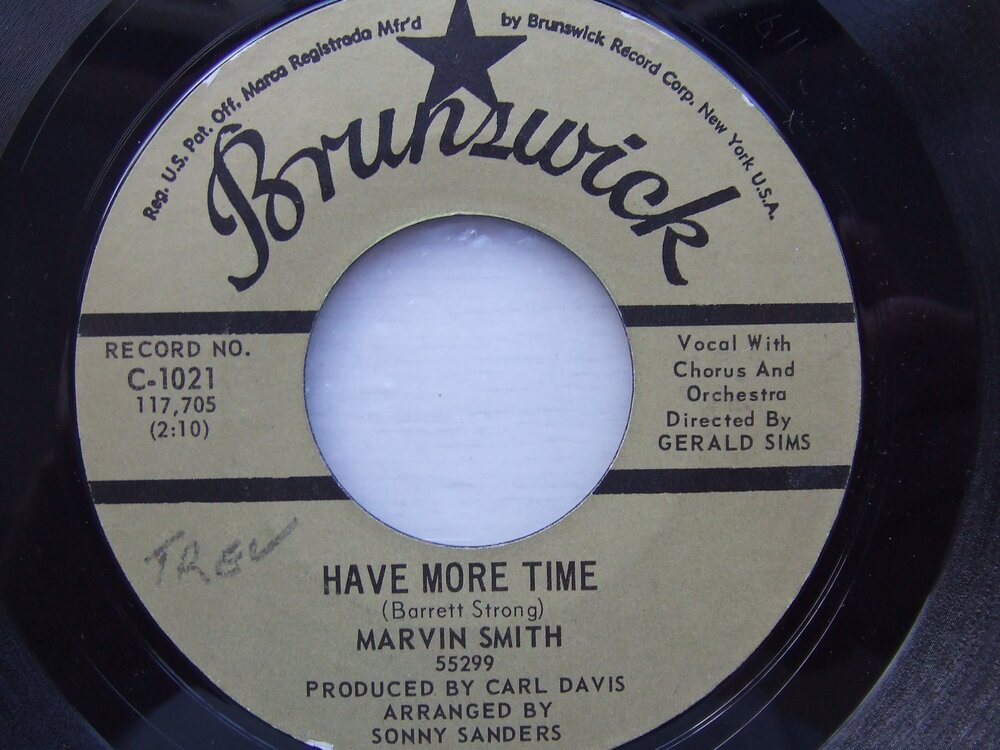 Reg. U.S. Pat. Off. Marca Registrada Mfr'd by Brunswick Record Corp. New York U.S.A.
Brunswick
RECORD NO.
C-1021
117,705
(2:10)
Vocal With
Chorus And
Orchestra
Directed By
GERALD SIMS
HAVE MORE TIME
(Barrett Strong)
MARVIN SMITH
55299
PRODUCED BY CARL DAVIS
ARRANGED BY
SONNY SANDERS